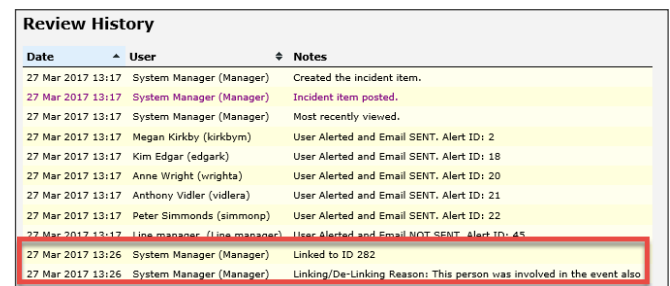 Review History
Date User Notes
27 Mar 2017 13:17 System Manager (Manager) Created the incident item.
27 Mar 2017 13:17 System Manager (Manager) Incident item posted.
27 Mar 2017 13:17 System Manager (Manager) Most recently viewed.
27 Mar 2017 13:17 Megan Kirkby (kirkbym) User Alerted and Email SENT. Alert ID: 2
27 Mar 2017 13:17 Kim Edgar (edgark) User Alerted and Email SENT. Alert ID: 18
27 Mar 2017 13:17 Anne Wright (wrighta) User Alerted and Email SENT. Alert ID: 20
27 Mar 2017 13:17 Anthony Vidler (vidlera) User Alerted and Email SENT. Alert ID: 21
27 Mar 2017 13:17 Peter Simmonds (simmonp) User Alerted and Email SENT. Alert ID: 22
27 Mar 2017 13:17 Line manager (Line manager) User Alerted and Email NOT SENT. Alert ID: 45
27 Mar 2017 13:26 System Manager (Manager) Linked to ID 282
27 Mar 2017 13:26 System Manager (Manager) Linking/De-Linking Reason: This person was involved in the event also